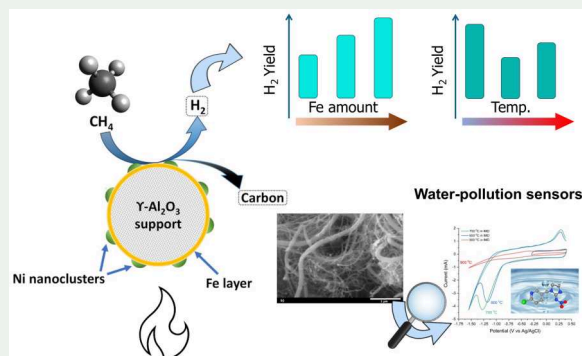 CH4
H2
Carbon
ϒ-Al2O3
support
Ni nanoclusters
Fe layer
H2 Yield
Fe amount
H2 Yield
Temp.
Water-pollution sensors
Current (mA)
Potential (V vs Ag/AgCl)